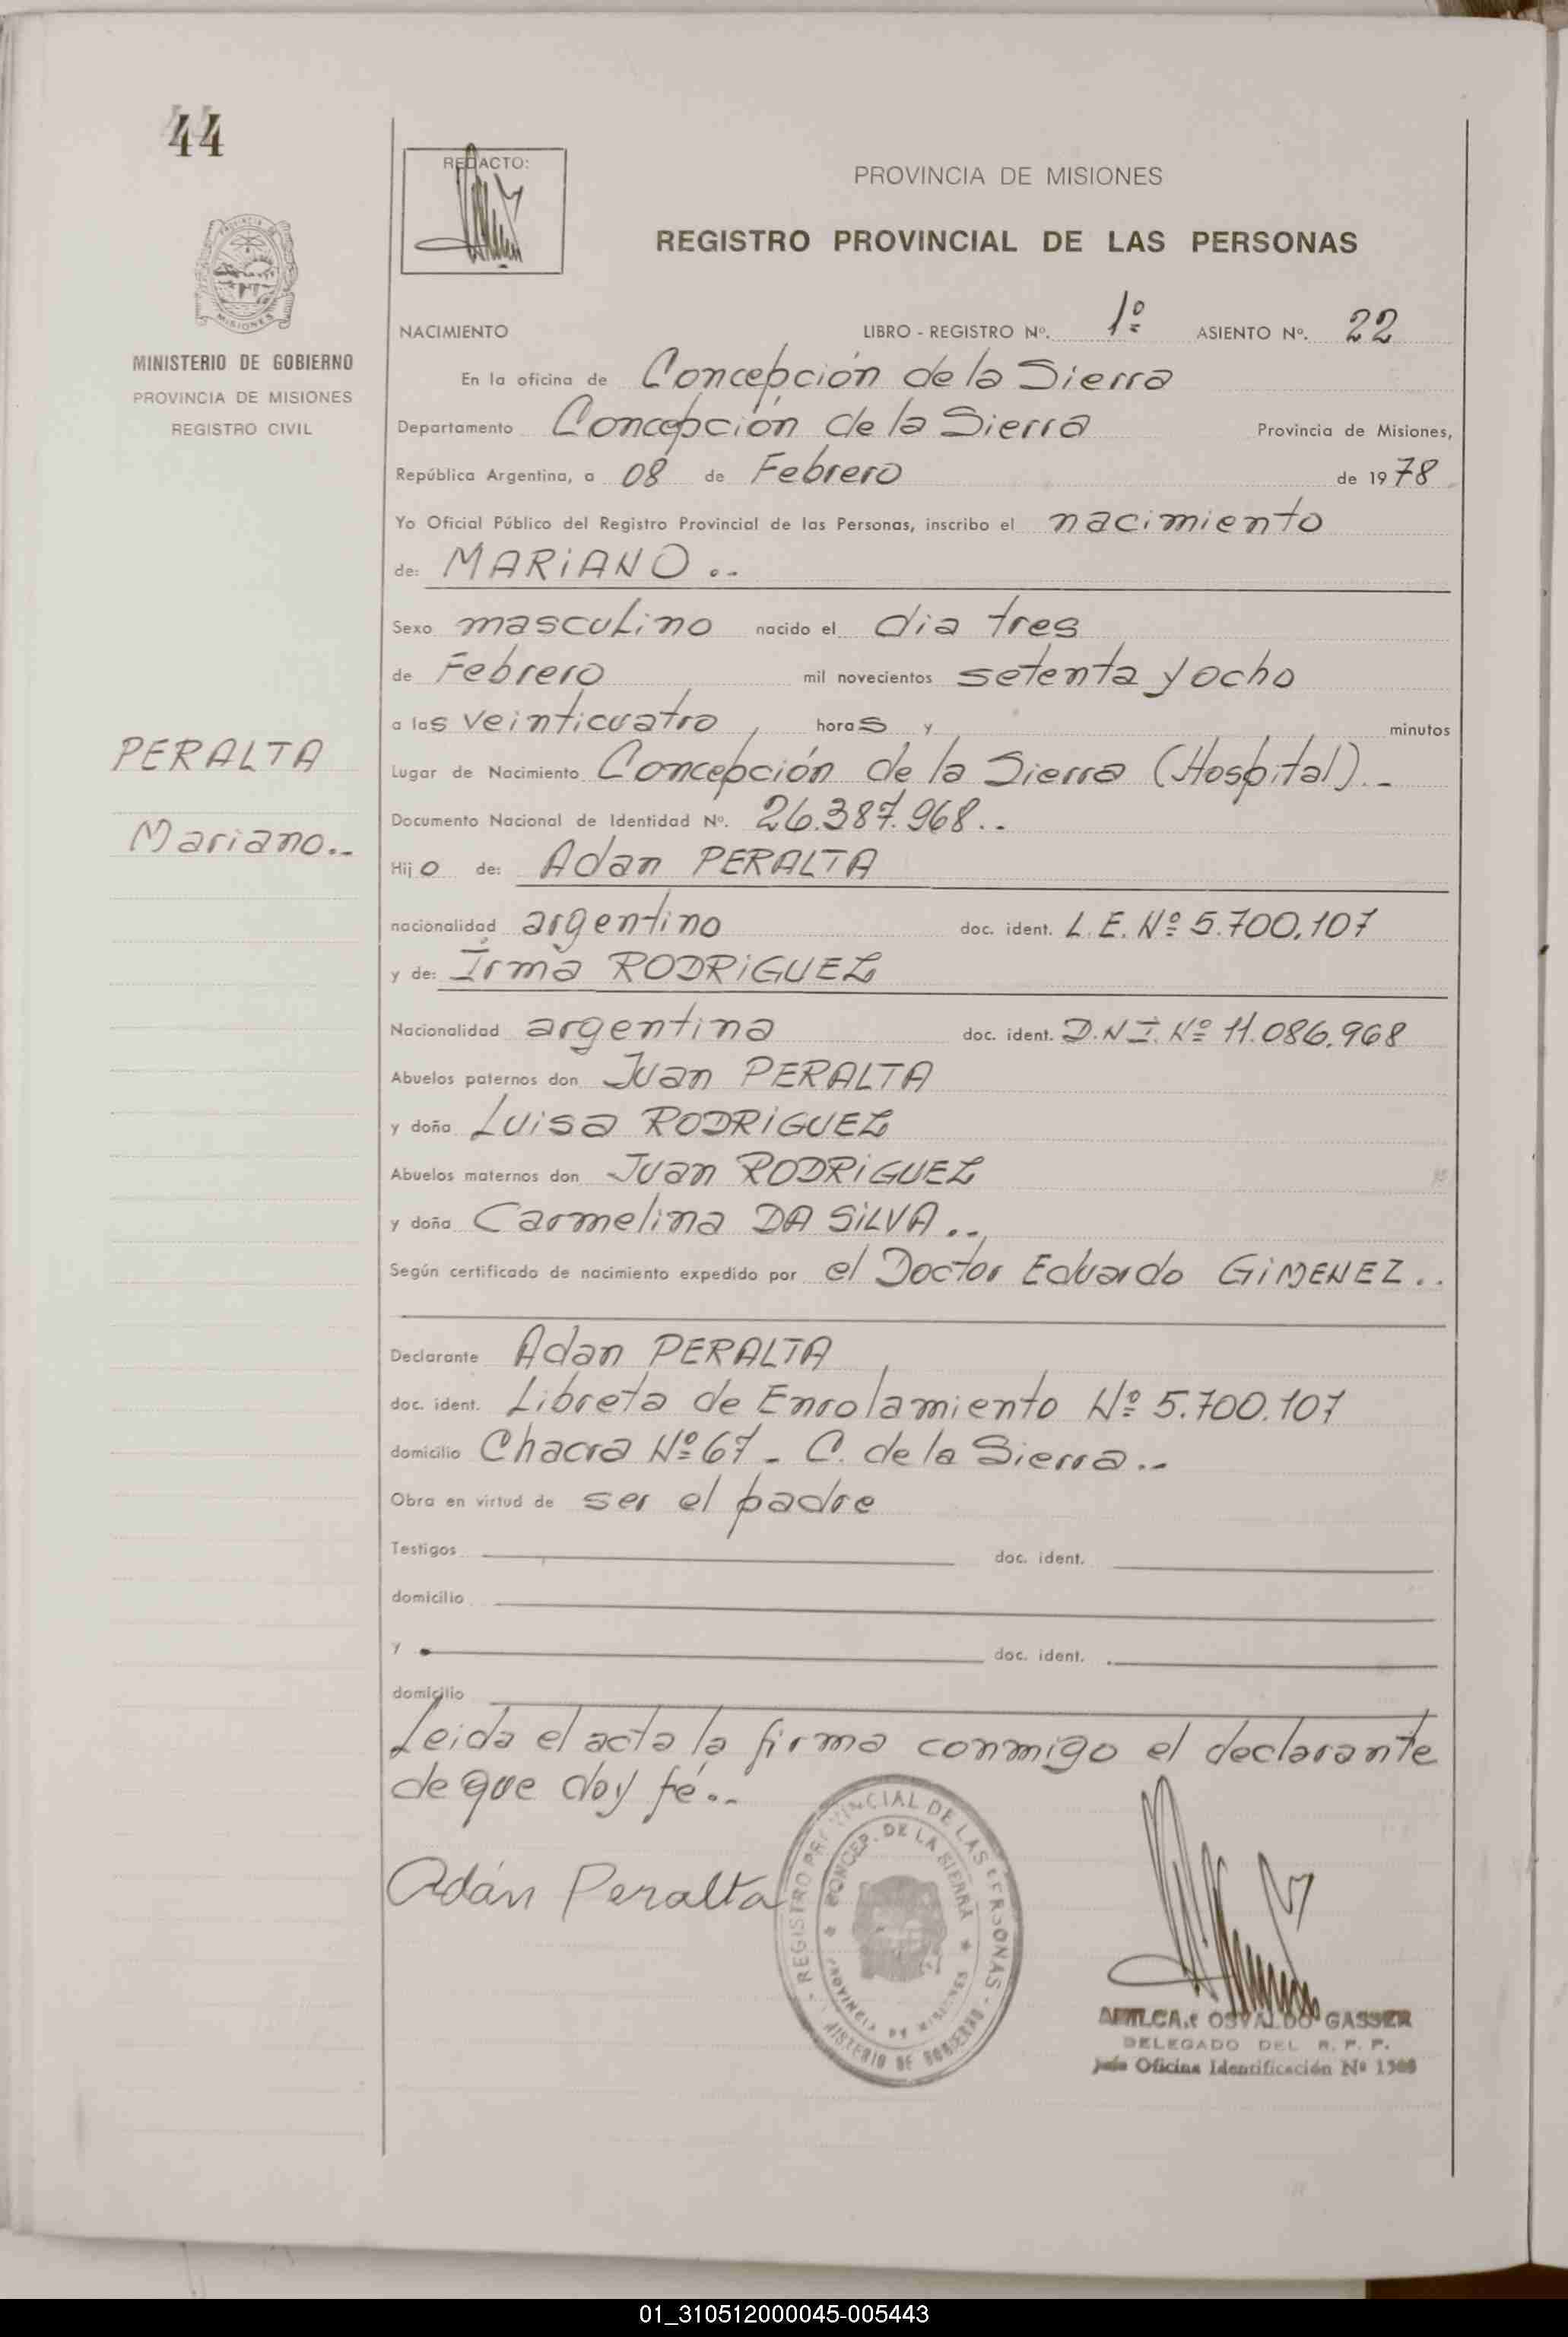 44
REDACTO:
PROVINCIA DE MISIONES
REGISTRO PROVINCIAL DE LAS PERSONAS
MISIONES
MINISTERIO DE GOBIERNO
PROVINCIA DE MISIONES
REGISTRO CIVIL
NACIMIENTO LIBRO - REGISTRO Nº. 1º ASIENTO Nº. 22
En la oficina de Concepción de la Sierra
Departamento Concepción de la Sierra Provincia de Misiones,
República Argentina, a 08 de Febrero de 1978
Yo Oficial Público del Registro Provincial de las Personas, inscribo el nacimiento
de: MARiANO..
Sexo masculino nacido el dia tres
de Febrero mil novecientos setenta y ocho
a las veinticuatro, horas y minutos
PERALTA
Lugar de Nacimiento Concepción de la Sierra (Hospital).-
Documento Nacional de Identidad Nº. 26.387.968..
Mariano..
Hijo de: Adan PERALTA
nacionalidad argentino doc. ident. L.E. Nº 5.700.107
y de: Irma RODRiGUEZ
Nacionalidad argentina doc. ident. D.N.I. Nº 11.086.968
Abuelos paternos don Juan PERALTA
y doña Luisa RODRiGUEZ
Abuelos maternos don Juan RODRiGUEZ
y doña Carmelina DA SiLVA..
Según certificado de nacimiento expedido por el Doctor Eduardo GiMENEZ..
Declarante Adan PERALTA
doc. ident. Libreta de Enrolamiento Nº 5.700.107
domicilio Chacra Nº 67 - C. de la Sierra..
Obra en virtud de ser el padre
Testigos doc. ident.
domicilio
y doc. ident.
domicilio
Leida el acta la firma conmigo el declarante
de que doy fé..
Adán Peralta
REGISTRO PROVINCIAL DE LAS PERSONAS
CONCEP. DE LA SIERRA
PROVINCIA DE MISIONES
MINISTERIO DE GOBIERNO
OSVALDO GASSER
DELEGADO DEL R. P. P.
Oficina Identificación Nº
01_310512000045-005443